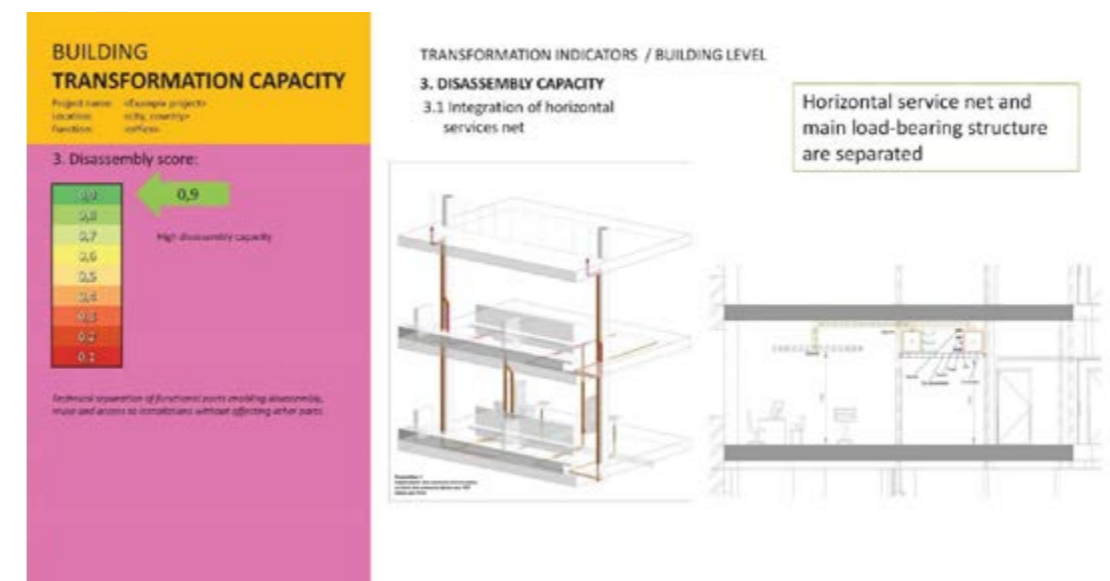 BUILDING
TRANSFORMATION CAPACITY
Project name: <Example project>
Location: <city, country>
Function: <office>
3. Disassembly score:
0,9
0,9
0,8
0,7
High disassembly capacity
0,6
0,5
0,4
0,3
0,2
0,1
Technical separation of functional parts enabling disassembly,
reuse and access to installations without affecting other parts.
TRANSFORMATION INDICATORS / BUILDING LEVEL
3. DISASSEMBLY CAPACITY
3.1 Integration of horizontal
services net
Horizontal service net and
main load-bearing structure
are separated